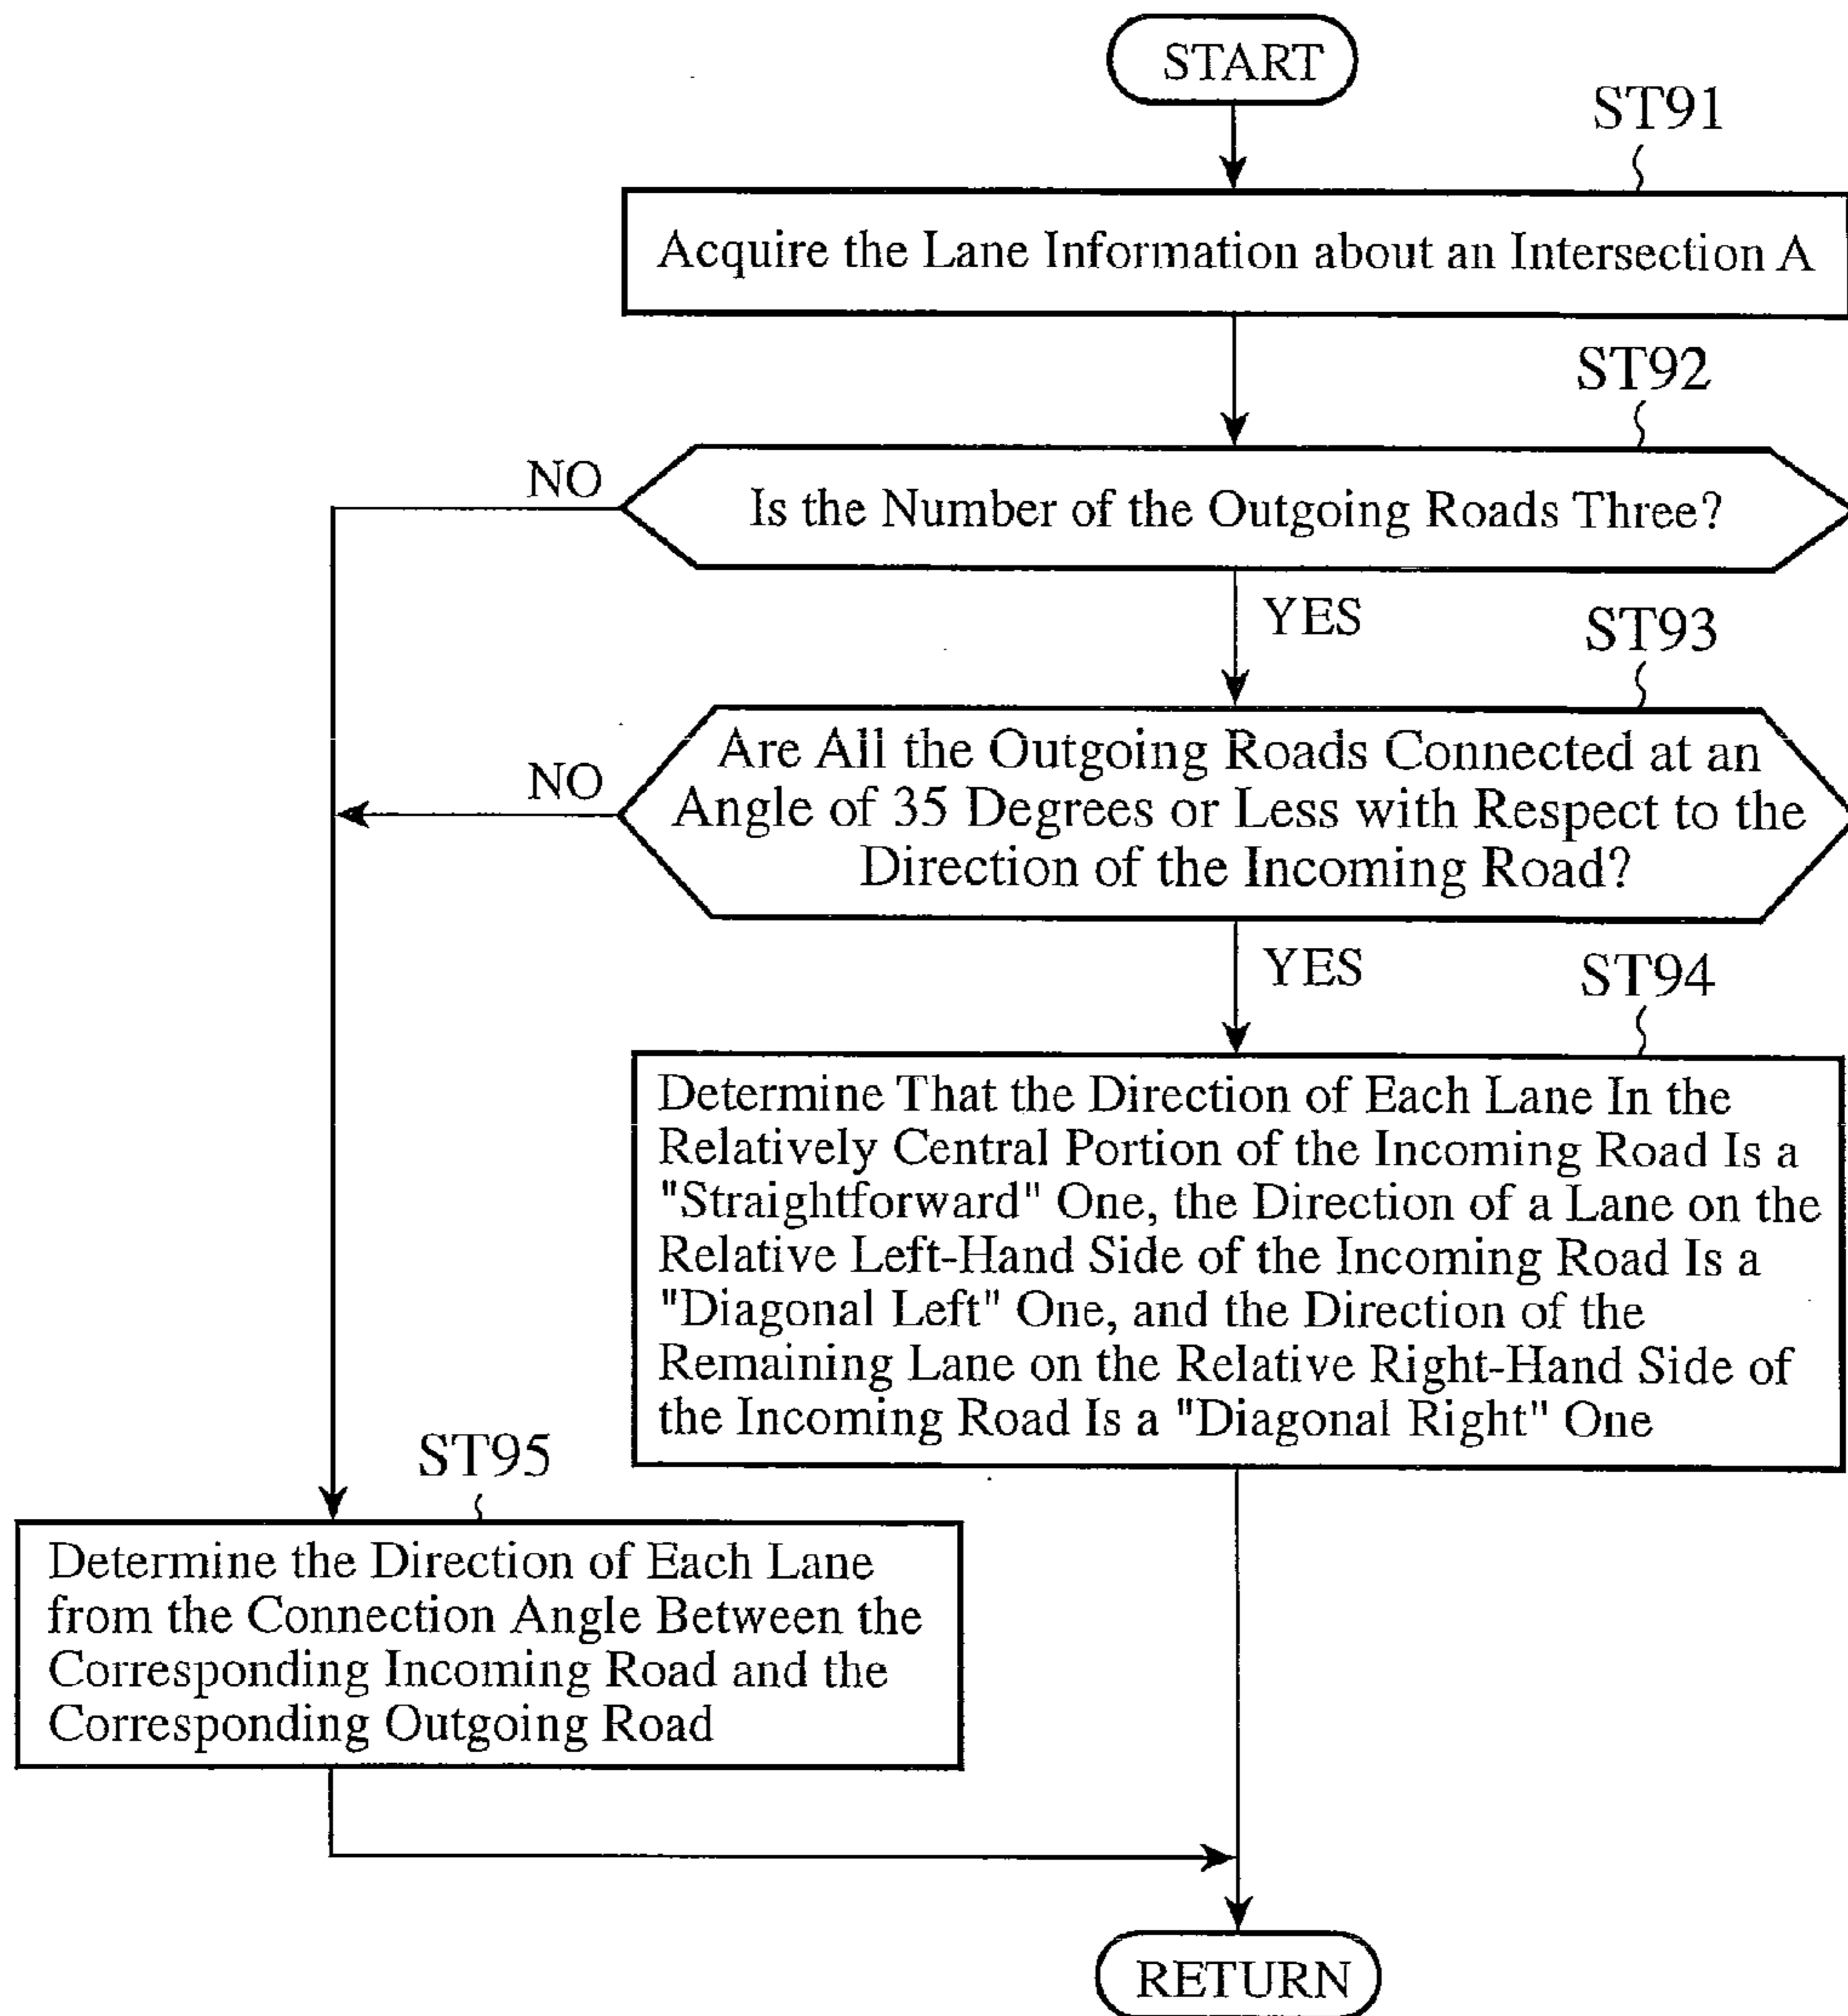 START
ST91
Acquire the Lane Information about an Intersection A
ST92
NO
Is the Number of the Outgoing Roads Three?
YES
ST93
NO
Are All the Outgoing Roads Connected at an
Angle of 35 Degrees or Less with Respect to the
Direction of the Incoming Road?
YES
ST94
Determine That the Direction of Each Lane In the
Relatively Central Portion of the Incoming Road Is a
"Straightforward" One, the Direction of a Lane on the
Relative Left-Hand Side of the Incoming Road Is a
"Diagonal Left" One, and the Direction of the
Remaining Lane on the Relative Right-Hand Side of
the Incoming Road Is a "Diagonal Right" One
ST95
Determine the Direction of Each Lane
from the Connection Angle Between the
Corresponding Incoming Road and the
Corresponding Outgoing Road
RETURN